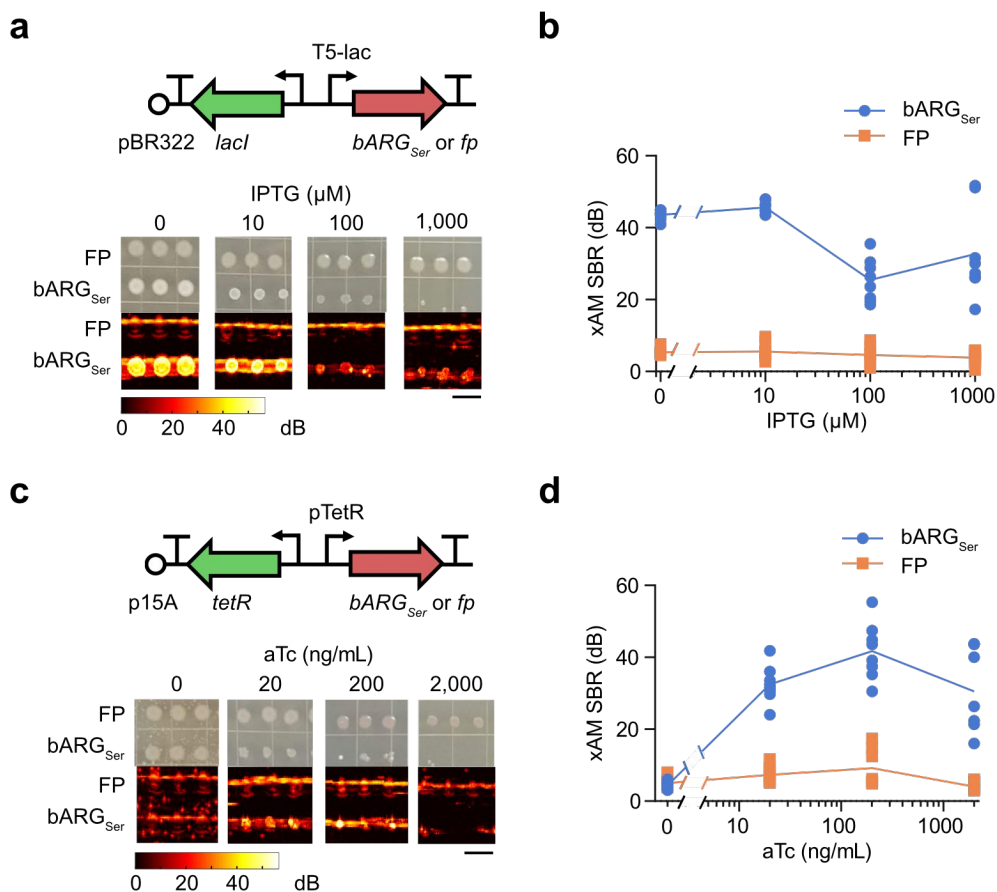 a
T5-lac
pBR322 lacI bARGSer or fp
IPTG (µM)
0 10 100 1,000
FP
bARGSer
FP
bARGSer
0 20 40 dB
b
bARGSer
FP
xAM SBR (dB)
60
40
20
0
0 10 100 1000
IPTG (µM)
c
pTetR
p15A tetR bARGSer or fp
aTc (ng/mL)
0 20 200 2,000
FP
bARGSer
FP
bARGSer
0 20 40 dB
d
bARGSer
FP
xAM SBR (dB)
60
40
20
0
0 10 100 1000
aTc (ng/mL)